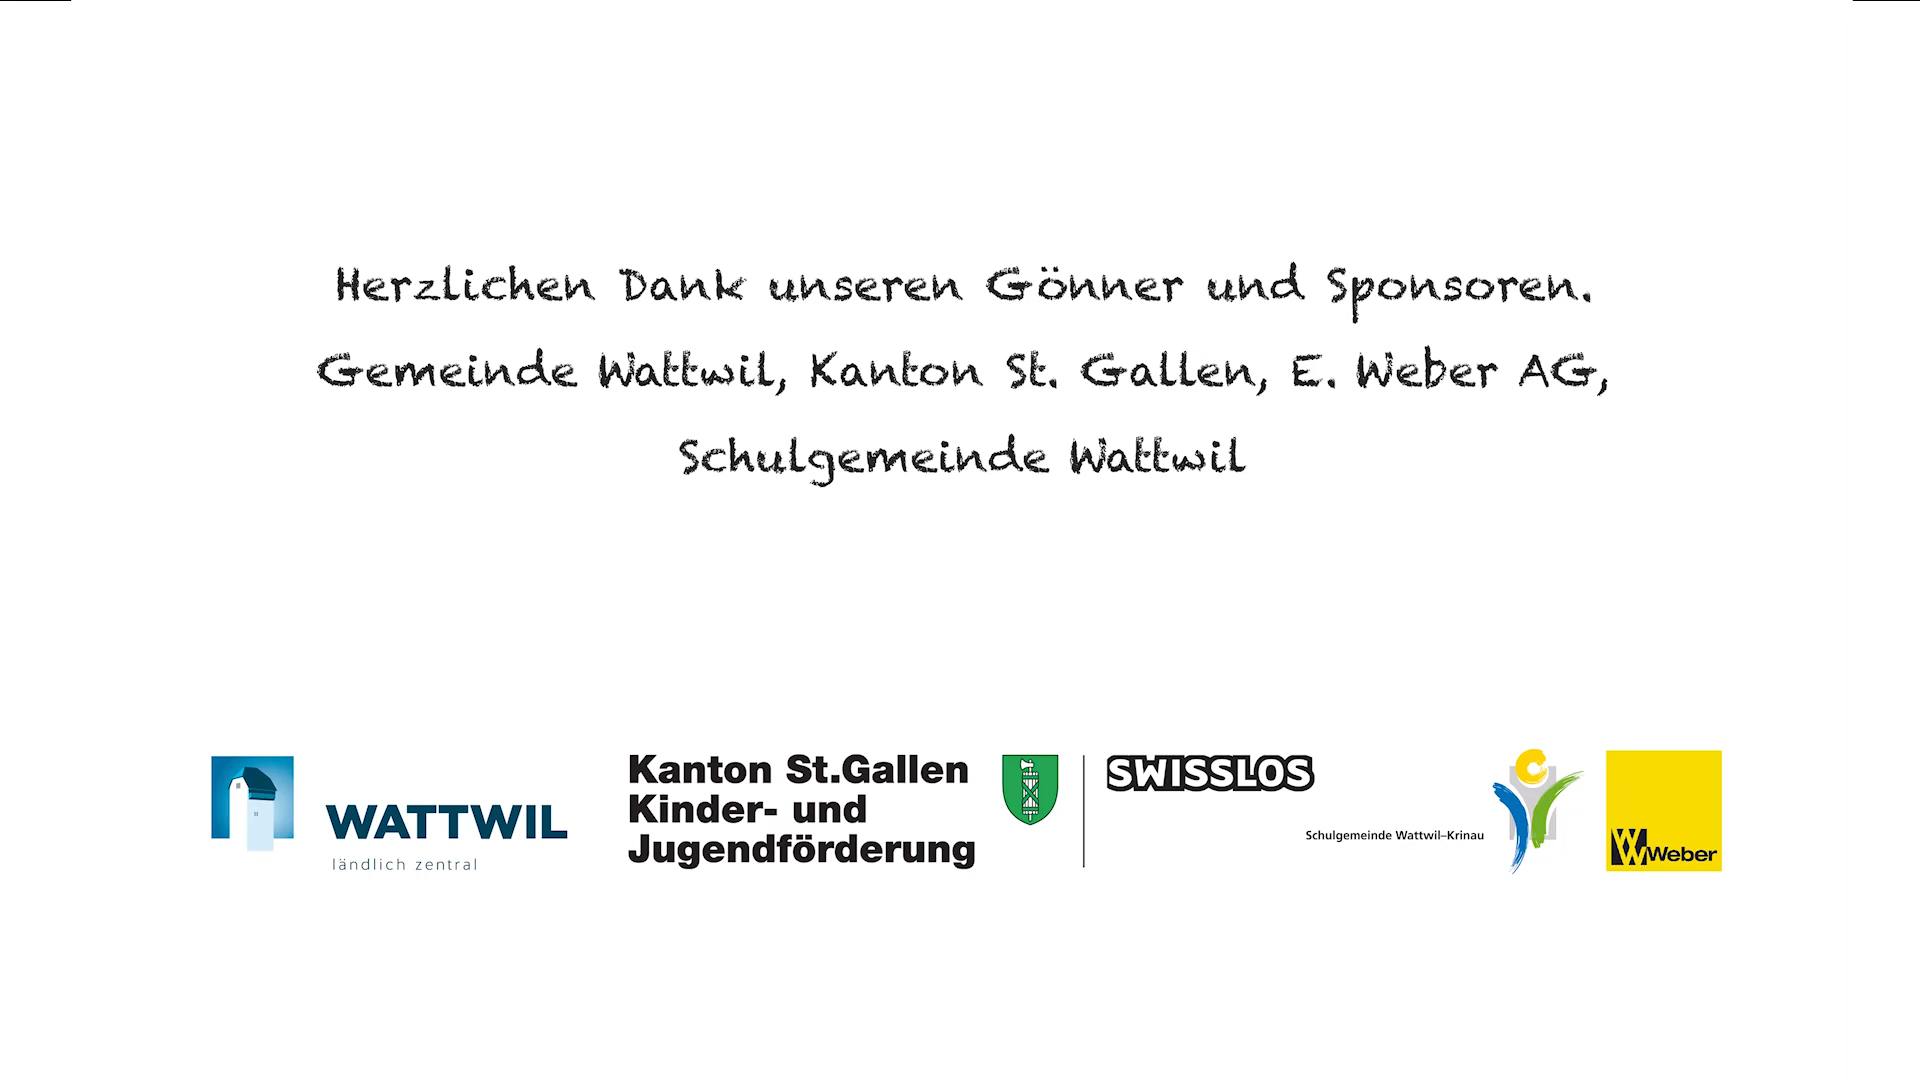 Herzlichen Dank unseren Gönner und Sponsoren.
Gemeinde Wattwil, Kanton St. Gallen, E. Weber AG,
Schulgemeinde Wattwil
WATTWIL
ländlich zentral
Kanton St.Gallen
Kinder- und
Jugendförderung
SWISSLOS
Schulgemeinde Wattwil–Krinau
Weber